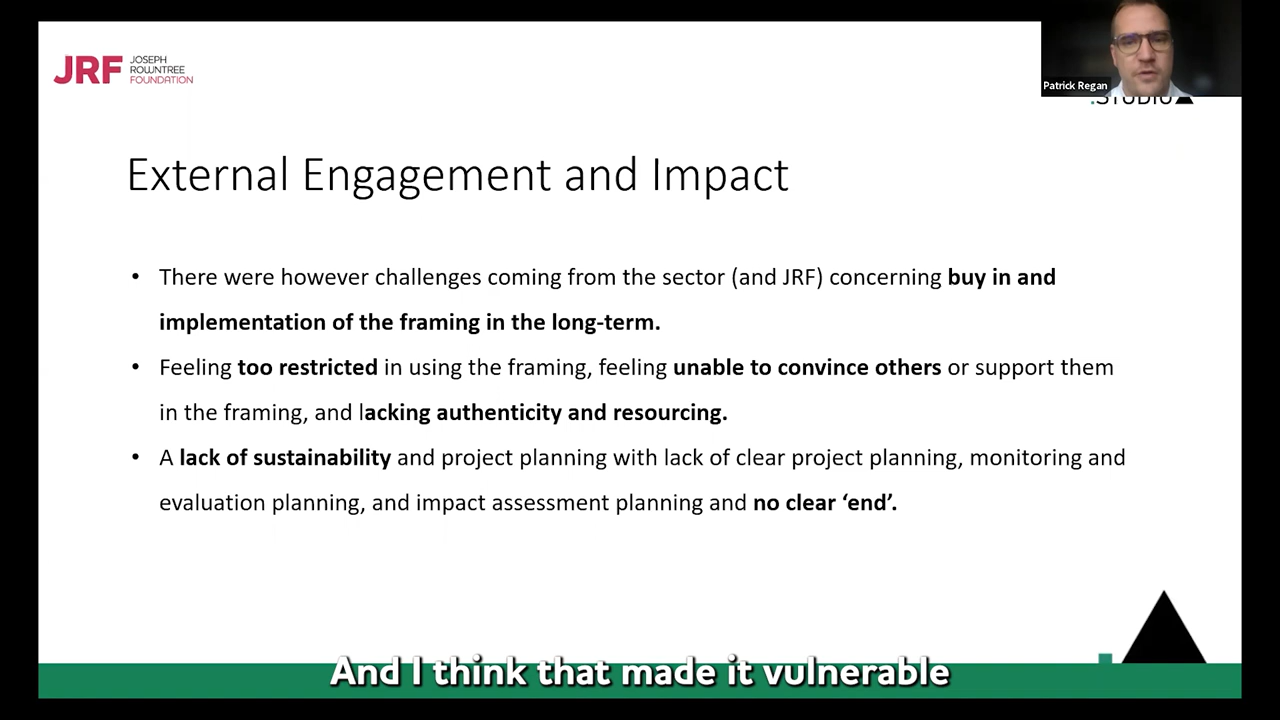 JRF JOSEPH
ROWNTREE
FOUNDATION
Patrick Regan
.STUDIO
External Engagement and Impact
• There were however challenges coming from the sector (and JRF) concerning buy in and
implementation of the framing in the long-term.
• Feeling too restricted in using the framing, feeling unable to convince others or support them
in the framing, and lacking authenticity and resourcing.
• A lack of sustainability and project planning with lack of clear project planning, monitoring and
evaluation planning, and impact assessment planning and no clear ‘end’.
And I think that made it vulnerable